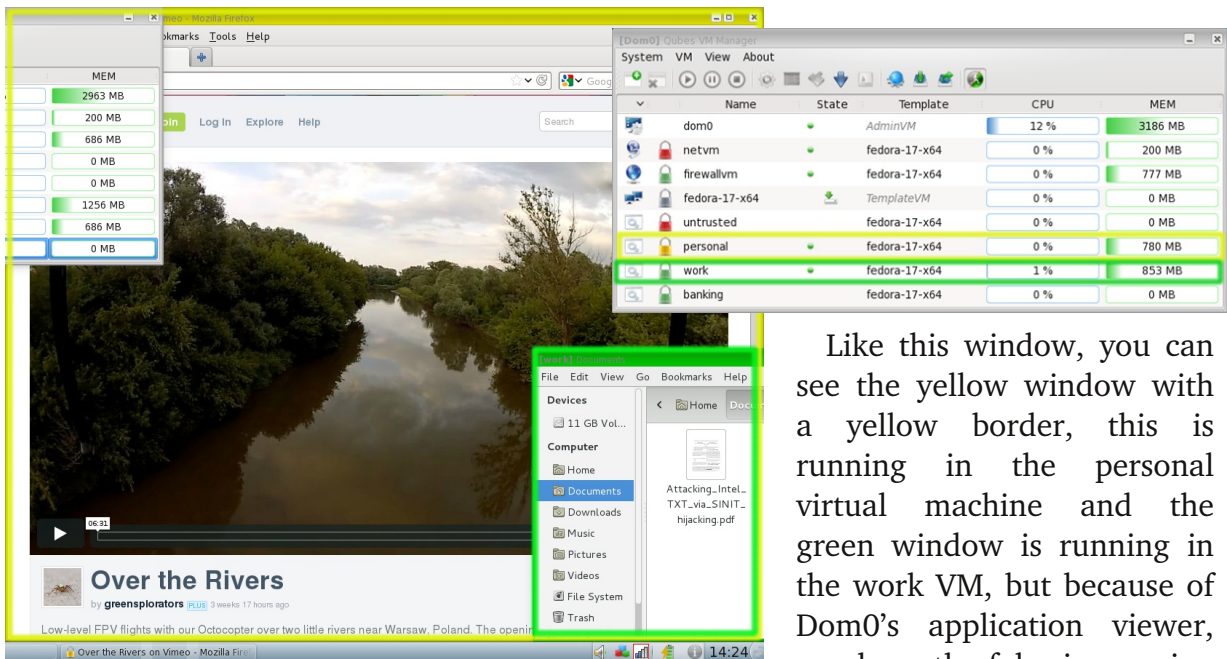 Vimeo - Mozilla Firefox
Bookmarks Tools Help
MEM
2963 MB
200 MB
686 MB
0 MB
0 MB
1256 MB
686 MB
0 MB
Log In Explore Help
Search
06:31
Over the Rivers
by greensplorators PLUS 3 weeks 17 hours ago
Low-level FPV flights with our Octocopter over two little rivers near Warsaw, Poland. The
[work] Documents
File Edit View Go Bookmarks Help
Devices
11 GB Vol...
Computer
Home
Documents
Downloads
Music
Pictures
Videos
File System
Trash
Home
Attacking_Intel_
TXT_via_SINIT_
hijacking.pdf
Over the Rivers on Vimeo - Mozilla
14:24
[Dom0] Qubes VM Manager
System VM View About
Name State Template CPU MEM
dom0 AdminVM 12 % 3186 MB
netvm fedora-17-x64 0 % 200 MB
firewallvm fedora-17-x64 0 % 777 MB
fedora-17-x64 TemplateVM 0 % 0 MB
untrusted fedora-17-x64 0 % 0 MB
personal fedora-17-x64 0 % 780 MB
work fedora-17-x64 1 % 853 MB
banking fedora-17-x64 0 % 0 MB
Like this window, you can
see the yellow window with
a yellow border, this is
running in the personal
virtual machine and the
green window is running in
the work VM, but because of
Dom0's application viewer,